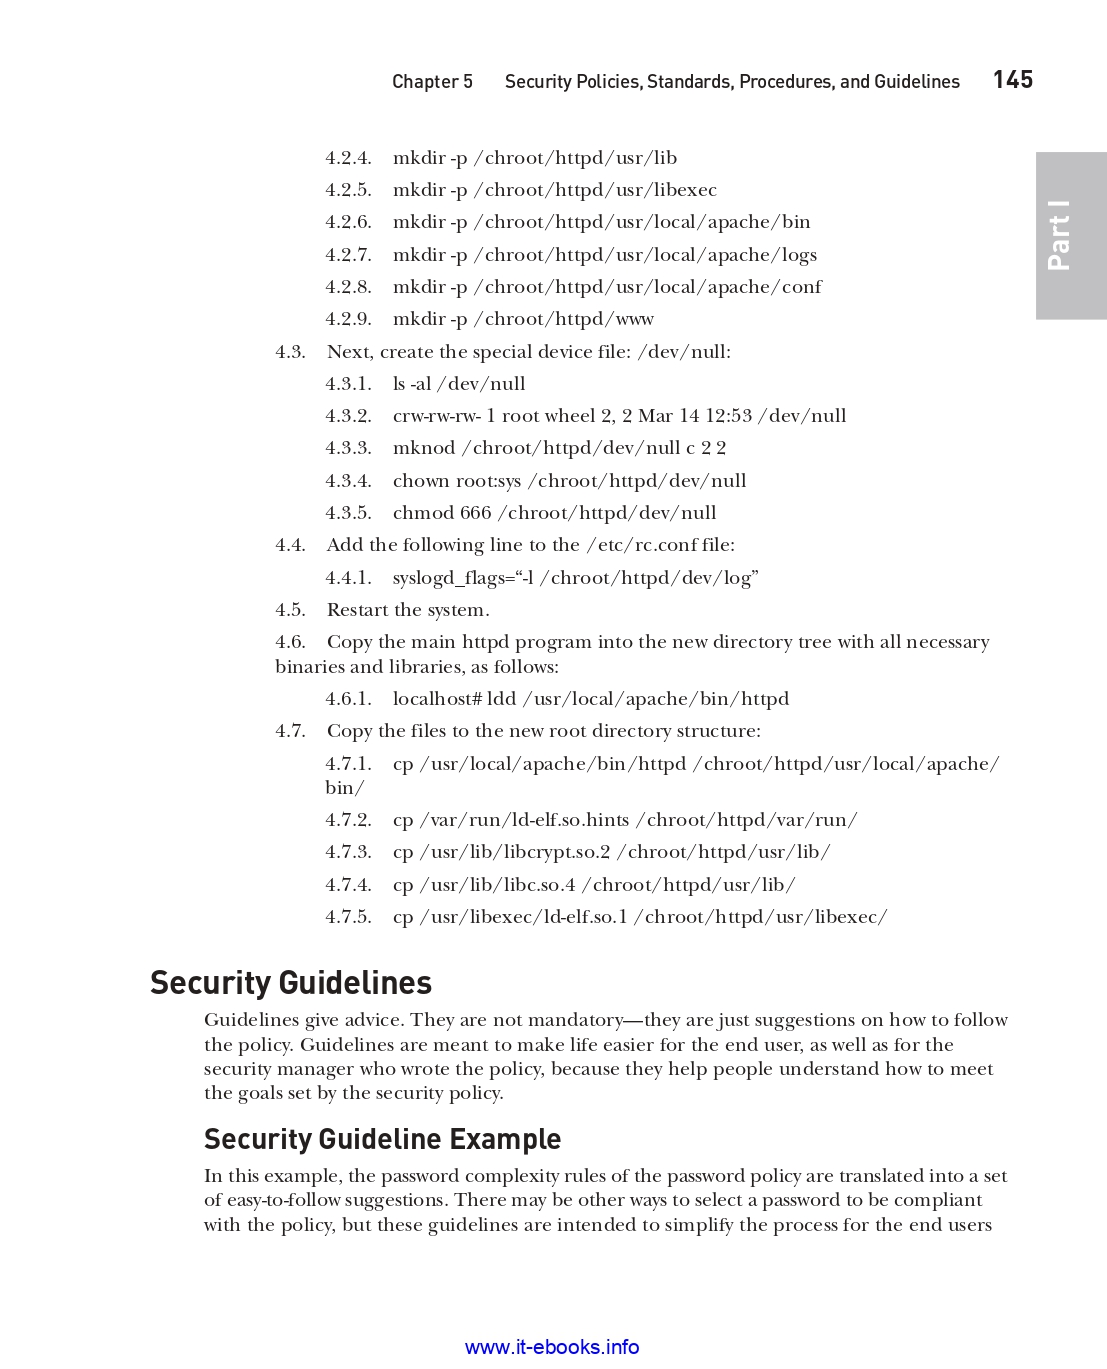 Chapter 5 Security Policies, Standards, Procedures, and Guidelines 145
Part I
4.2.4. mkdir -p /chroot/httpd/usr/lib
4.2.5. mkdir -p /chroot/httpd/usr/libexec
4.2.6. mkdir -p /chroot/httpd/usr/local/apache/bin
4.2.7. mkdir -p /chroot/httpd/usr/local/apache/logs
4.2.8. mkdir -p /chroot/httpd/usr/local/apache/conf
4.2.9. mkdir -p /chroot/httpd/www
4.3. Next, create the special device file: /dev/null:
4.3.1. ls -al /dev/null
4.3.2. crw-rw-rw- 1 root wheel 2, 2 Mar 14 12:53 /dev/null
4.3.3. mknod /chroot/httpd/dev/null c 2 2
4.3.4. chown root:sys /chroot/httpd/dev/null
4.3.5. chmod 666 /chroot/httpd/dev/null
4.4. Add the following line to the /etc/rc.conf file:
4.4.1. syslogd_flags=“-l /chroot/httpd/dev/log”
4.5. Restart the system.
4.6. Copy the main httpd program into the new directory tree with all necessary
binaries and libraries, as follows:
4.6.1. localhost# ldd /usr/local/apache/bin/httpd
4.7. Copy the files to the new root directory structure:
4.7.1. cp /usr/local/apache/bin/httpd /chroot/httpd/usr/local/apache/
bin/
4.7.2. cp /var/run/ld-elf.so.hints /chroot/httpd/var/run/
4.7.3. cp /usr/lib/libcrypt.so.2 /chroot/httpd/usr/lib/
4.7.4. cp /usr/lib/libc.so.4 /chroot/httpd/usr/lib/
4.7.5. cp /usr/libexec/ld-elf.so.1 /chroot/httpd/usr/libexec/
Security Guidelines
Guidelines give advice. They are not mandatory—they are just suggestions on how to follow
the policy. Guidelines are meant to make life easier for the end user, as well as for the
security manager who wrote the policy, because they help people understand how to meet
the goals set by the security policy.
Security Guideline Example
In this example, the password complexity rules of the password policy are translated into a set
of easy-to-follow suggestions. There may be other ways to select a password to be compliant
with the policy, but these guidelines are intended to simplify the process for the end users
www.it-ebooks.info